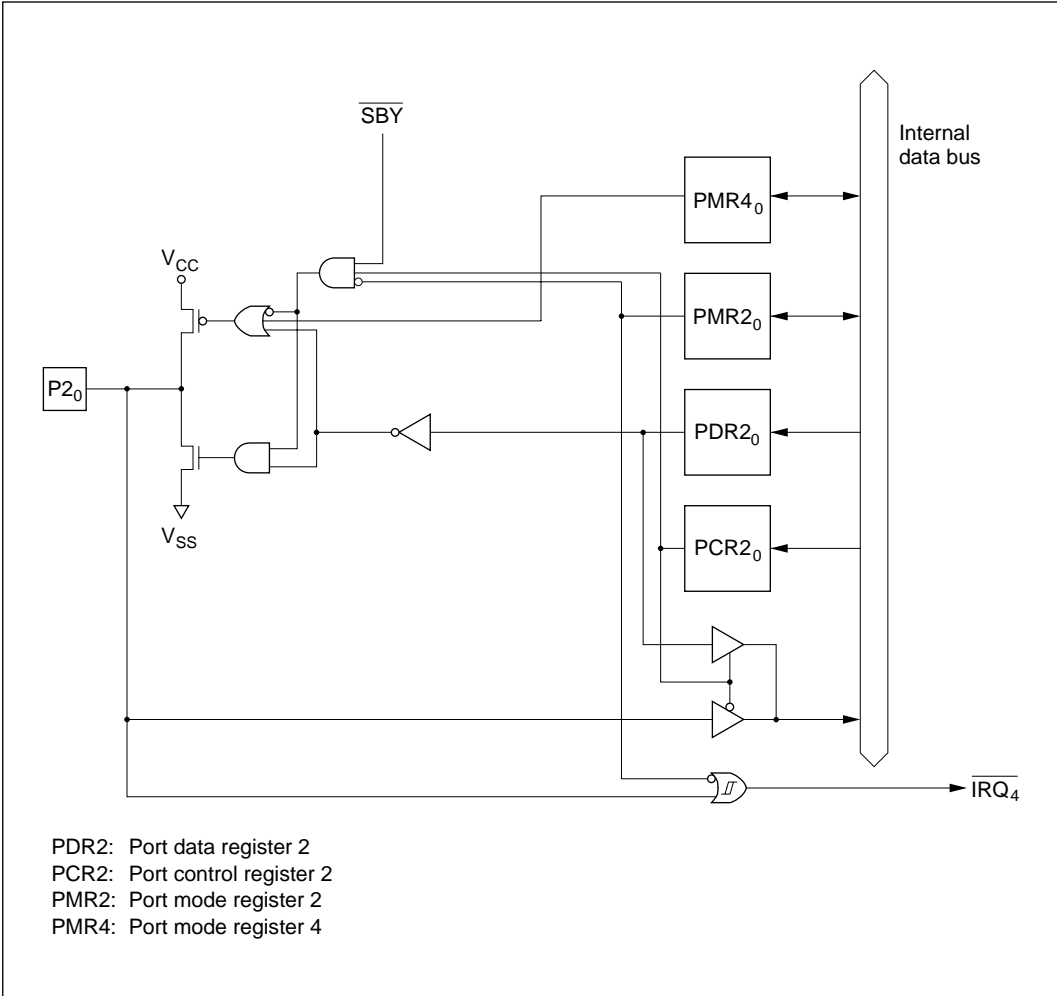 SBY
Internal
data bus
PMR4₀
V_CC
PMR2₀
P2₀
PDR2₀
V_SS
PCR2₀
IRQ₄
PDR2: Port data register 2
PCR2: Port control register 2
PMR2: Port mode register 2
PMR4: Port mode register 4